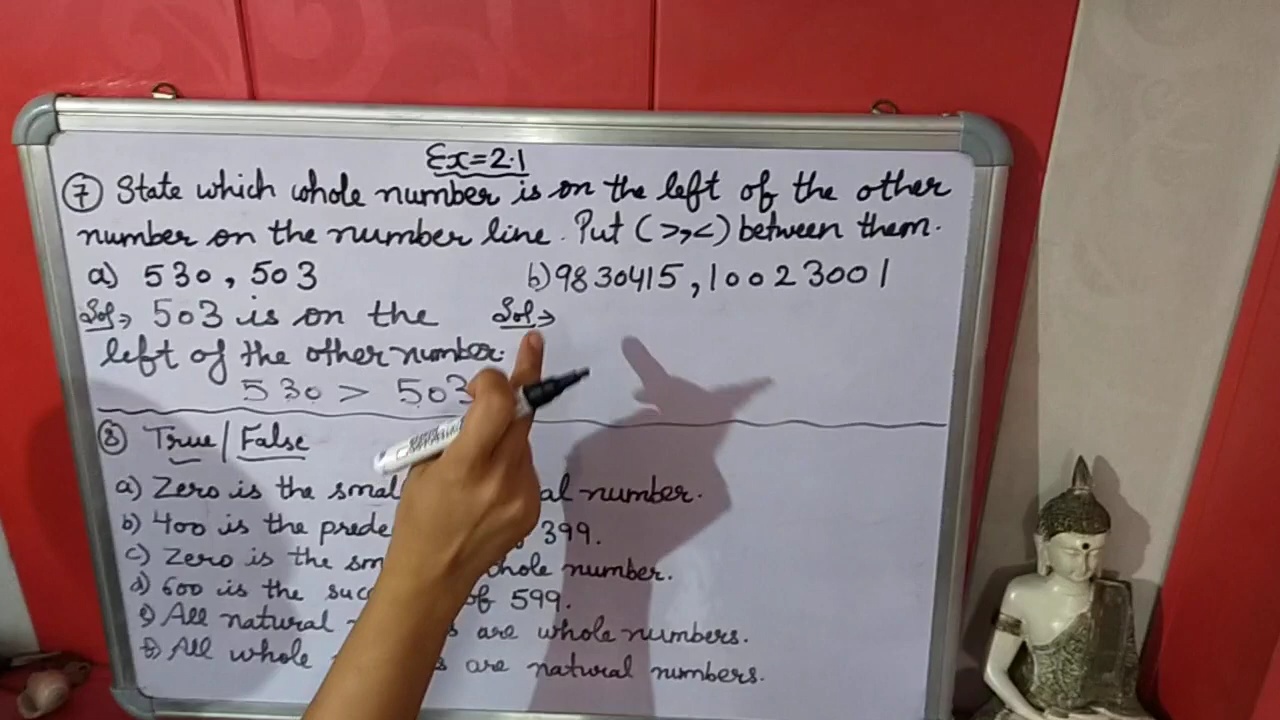 Ex=2.1
7 State which whole number is on the left of the other
number on the number line. Put (>,<) between them.
a) 530, 503
b) 9830415, 10023001
Sol→ 503 is on the
left of the other number.
530 > 503
Sol→
8 True/False
a) Zero is the smal al number.
b) 400 is the prede 399.
c) Zero is the sm whole number.
d) 600 is the suc of 599.
e) All natural s are whole numbers.
f) All whole s are natural numbers.